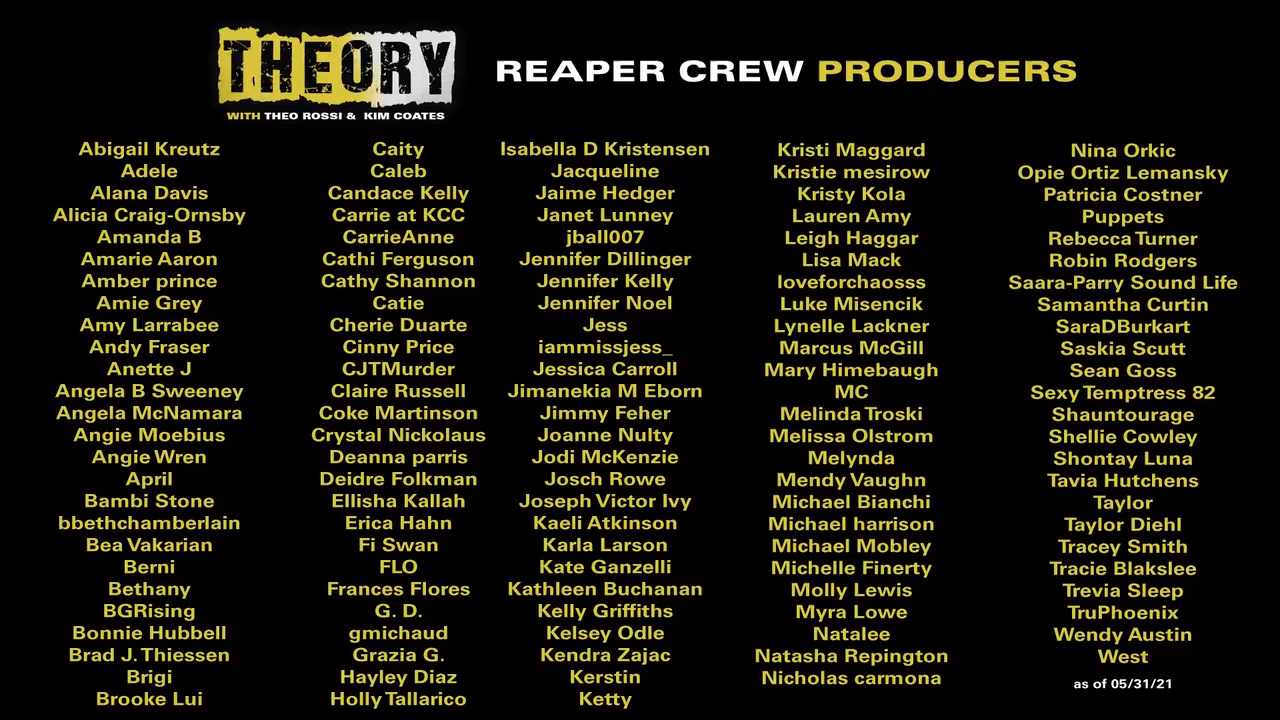 THEORY
WITH THEO ROSSI & KIM COATES
REAPER CREW PRODUCERS
Abigail Kreutz
Adele
Alana Davis
Alicia Craig-Ornsby
Amanda B
Amarie Aaron
Amber prince
Amie Grey
Amy Larrabee
Andy Fraser
Anette J
Angela B Sweeney
Angela McNamara
Angie Moebius
Angie Wren
April
Bambi Stone
bbethchamberlain
Bea Vakarian
Berni
Bethany
BGRising
Bonnie Hubbell
Brad J. Thiessen
Brigi
Brooke Lui
Caity
Caleb
Candace Kelly
Carrie at KCC
CarrieAnne
Cathi Ferguson
Cathy Shannon
Catie
Cherie Duarte
Cinny Price
CJTMurder
Claire Russell
Coke Martinson
Crystal Nickolaus
Deanna parris
Deidre Folkman
Ellisha Kallah
Erica Hahn
Fi Swan
FLO
Frances Flores
G. D.
gmichaud
Grazia G.
Hayley Diaz
Holly Tallarico
Isabella D Kristensen
Jacqueline
Jaime Hedger
Janet Lunney
jball007
Jennifer Dillinger
Jennifer Kelly
Jennifer Noel
Jess
iammissjess_
Jessica Carroll
Jimanekia M Eborn
Jimmy Feher
Joanne Nulty
Jodi McKenzie
Josch Rowe
Joseph Victor Ivy
Kaeli Atkinson
Karla Larson
Kate Ganzelli
Kathleen Buchanan
Kelly Griffiths
Kelsey Odle
Kendra Zajac
Kerstin
Ketty
Kristi Maggard
Kristie mesirow
Kristy Kola
Lauren Amy
Leigh Haggar
Lisa Mack
loveforchaosss
Luke Misencik
Lynelle Lackner
Marcus McGill
Mary Himebaugh
MC
Melinda Troski
Melissa Olstrom
Melynda
Mendy Vaughn
Michael Bianchi
Michael harrison
Michael Mobley
Michelle Finerty
Molly Lewis
Myra Lowe
Natalee
Natasha Repington
Nicholas carmona
Nina Orkic
Opie Ortiz Lemansky
Patricia Costner
Puppets
Rebecca Turner
Robin Rodgers
Saara-Parry Sound Life
Samantha Curtin
SaraDBurkart
Saskia Scutt
Sean Goss
Sexy Temptress 82
Shauntourage
Shellie Cowley
Shontay Luna
Tavia Hutchens
Taylor
Taylor Diehl
Tracey Smith
Tracie Blakslee
Trevia Sleep
TruPhoenix
Wendy Austin
West
as of 05/31/21